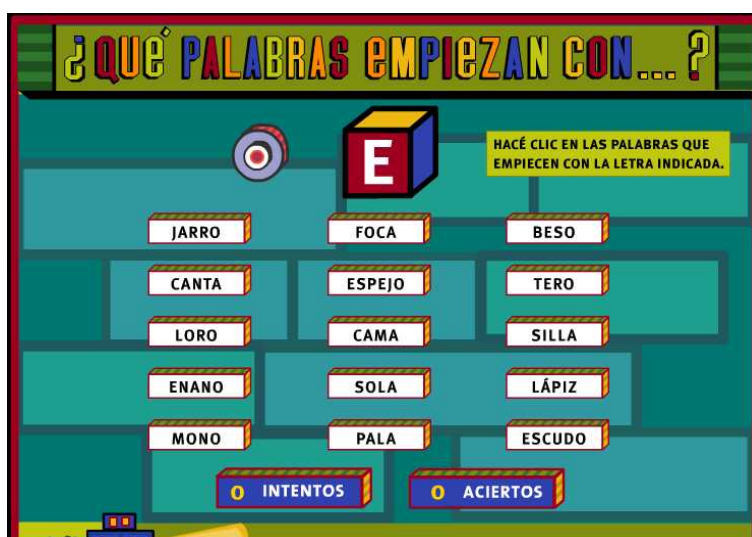 ¿QUÉ PALABRAS EMPIEZAN CON... ?
E
HACÉ CLIC EN LAS PALABRAS QUE
EMPIECEN CON LA LETRA INDICADA.
JARRO FOCA BESO
CANTA ESPEJO TERO
LORO CAMA SILLA
ENANO SOLA LÁPIZ
MONO PALA ESCUDO
0 INTENTOS 0 ACIERTOS